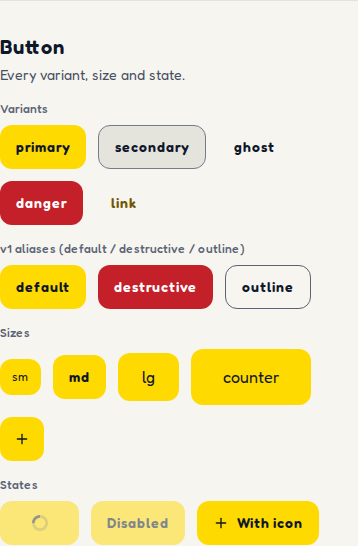 Button
Every variant, size and state.
Variants
primary secondary ghost
danger link
v1 aliases (default / destructive / outline)
default destructive outline
Sizes
sm md lg counter
+
States
Disabled + With icon